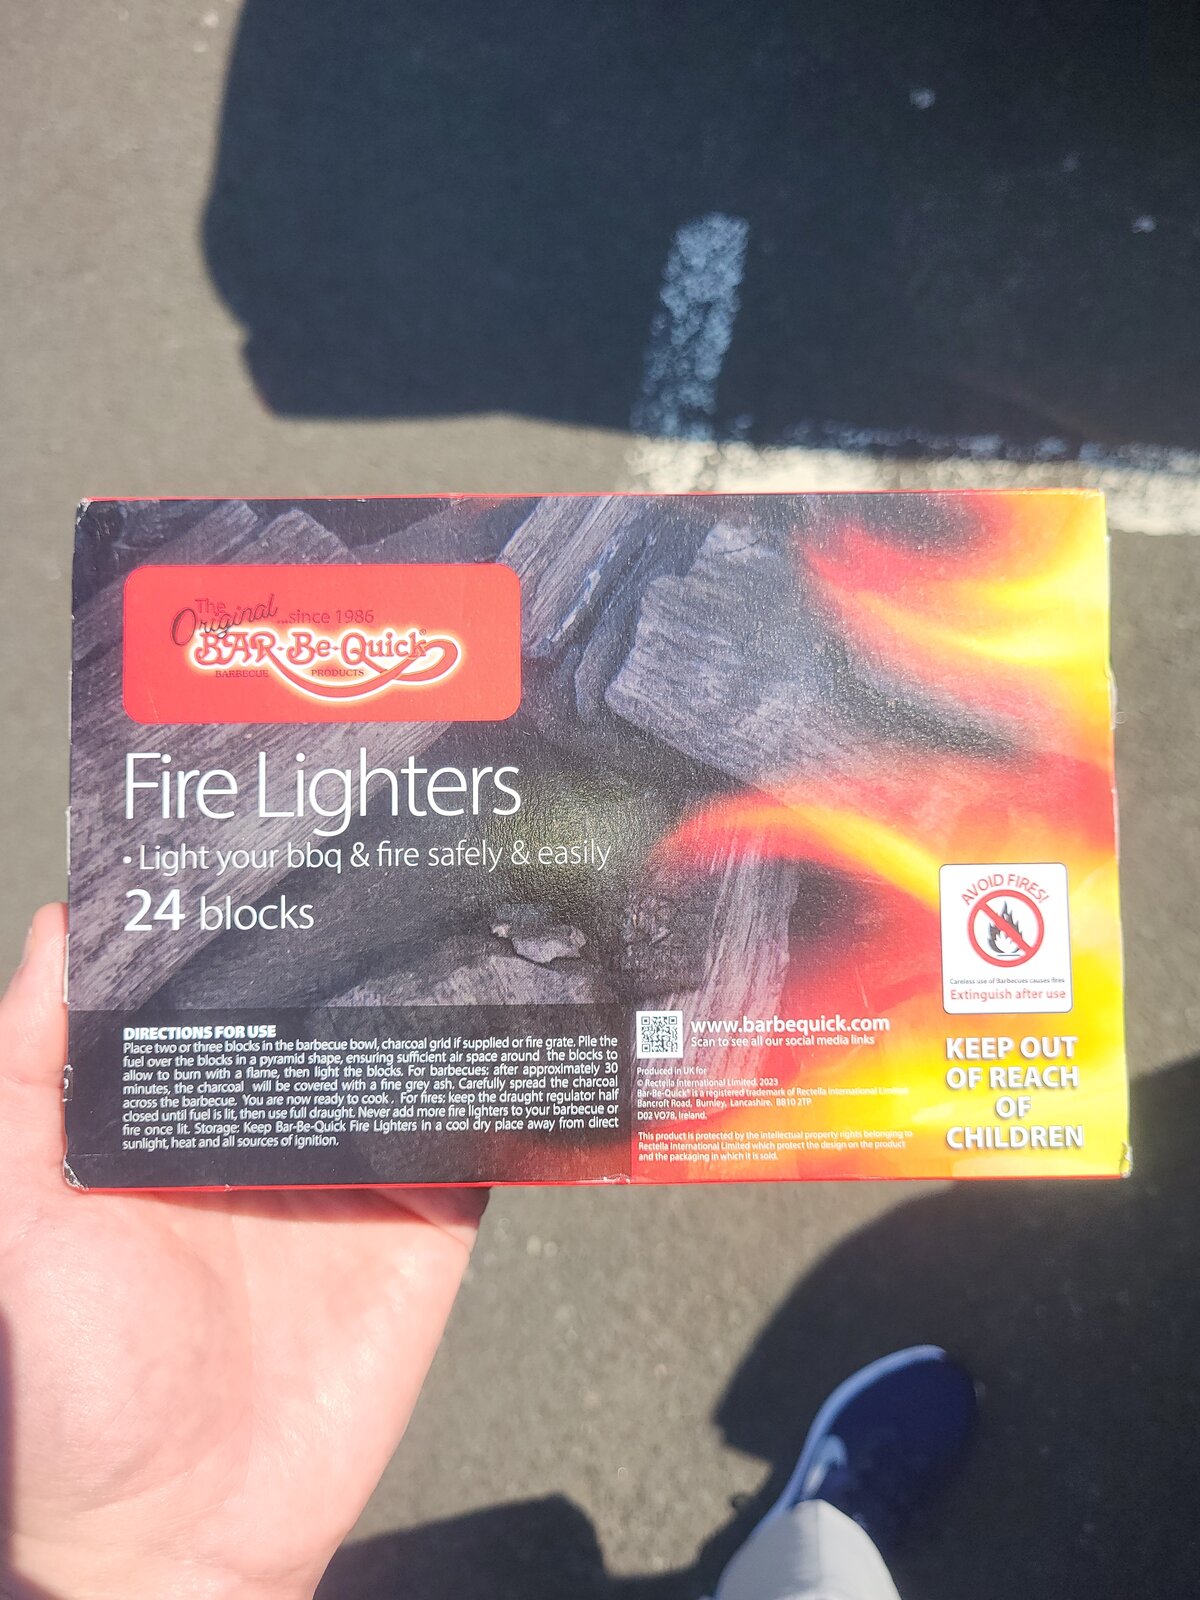 The
Original
...since 1986
BAR-Be-Quick®
BARBECUE PRODUCTS
Fire Lighters
• Light your bbq & fire safely & easily
24 blocks
AVOID FIRES!
Careless use of Barbecues causes fires
Extinguish after use
DIRECTIONS FOR USE
Place two or three blocks in the barbecue bowl, charcoal grid if supplied or fire grate. Pile the
fuel over the blocks in a pyramid shape, ensuring sufficient air space around the blocks to
allow to burn with a flame, then light the blocks. For barbecues: after approximately 30
minutes, the charcoal will be covered with a fine grey ash. Carefully spread the charcoal
across the barbecue. You are now ready to cook. For fires: keep the draught regulator half
closed until fuel is lit, then use full draught. Never add more fire lighters to your barbecue or
fire once lit. Storage: Keep Bar-Be-Quick Fire Lighters in a cool dry place away from direct
sunlight, heat and all sources of ignition.
www.barbequick.com
Scan to see all our social media links
Produced in UK for
© Rectella International Limited, 2023
Bar-Be-Quick® is a registered trademark of Rectella International Limited
Bancroft Road, Burnley, Lancashire. BB10 2TP
D02 VO78, Ireland.
This product is protected by the intellectual property rights belonging to
Rectella International Limited which protect the design on the product
and the packaging in which it is sold.
KEEP OUT
OF REACH
OF
CHILDREN